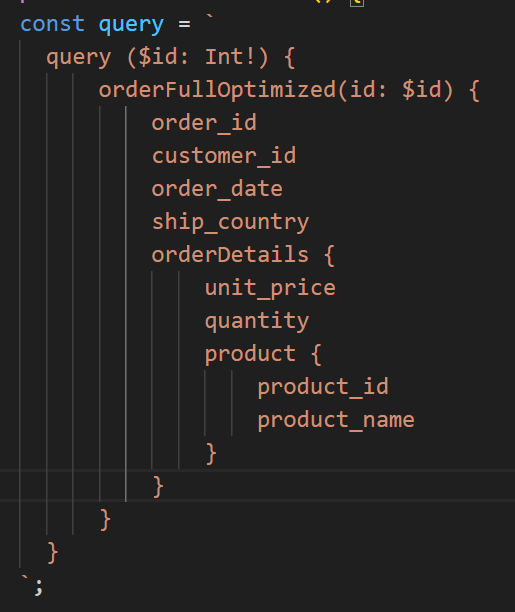 const query = `
query ($id: Int!) {
orderFullOptimized(id: $id) {
order_id
customer_id
order_date
ship_country
orderDetails {
unit_price
quantity
product {
product_id
product_name
}
}
}
}
`;